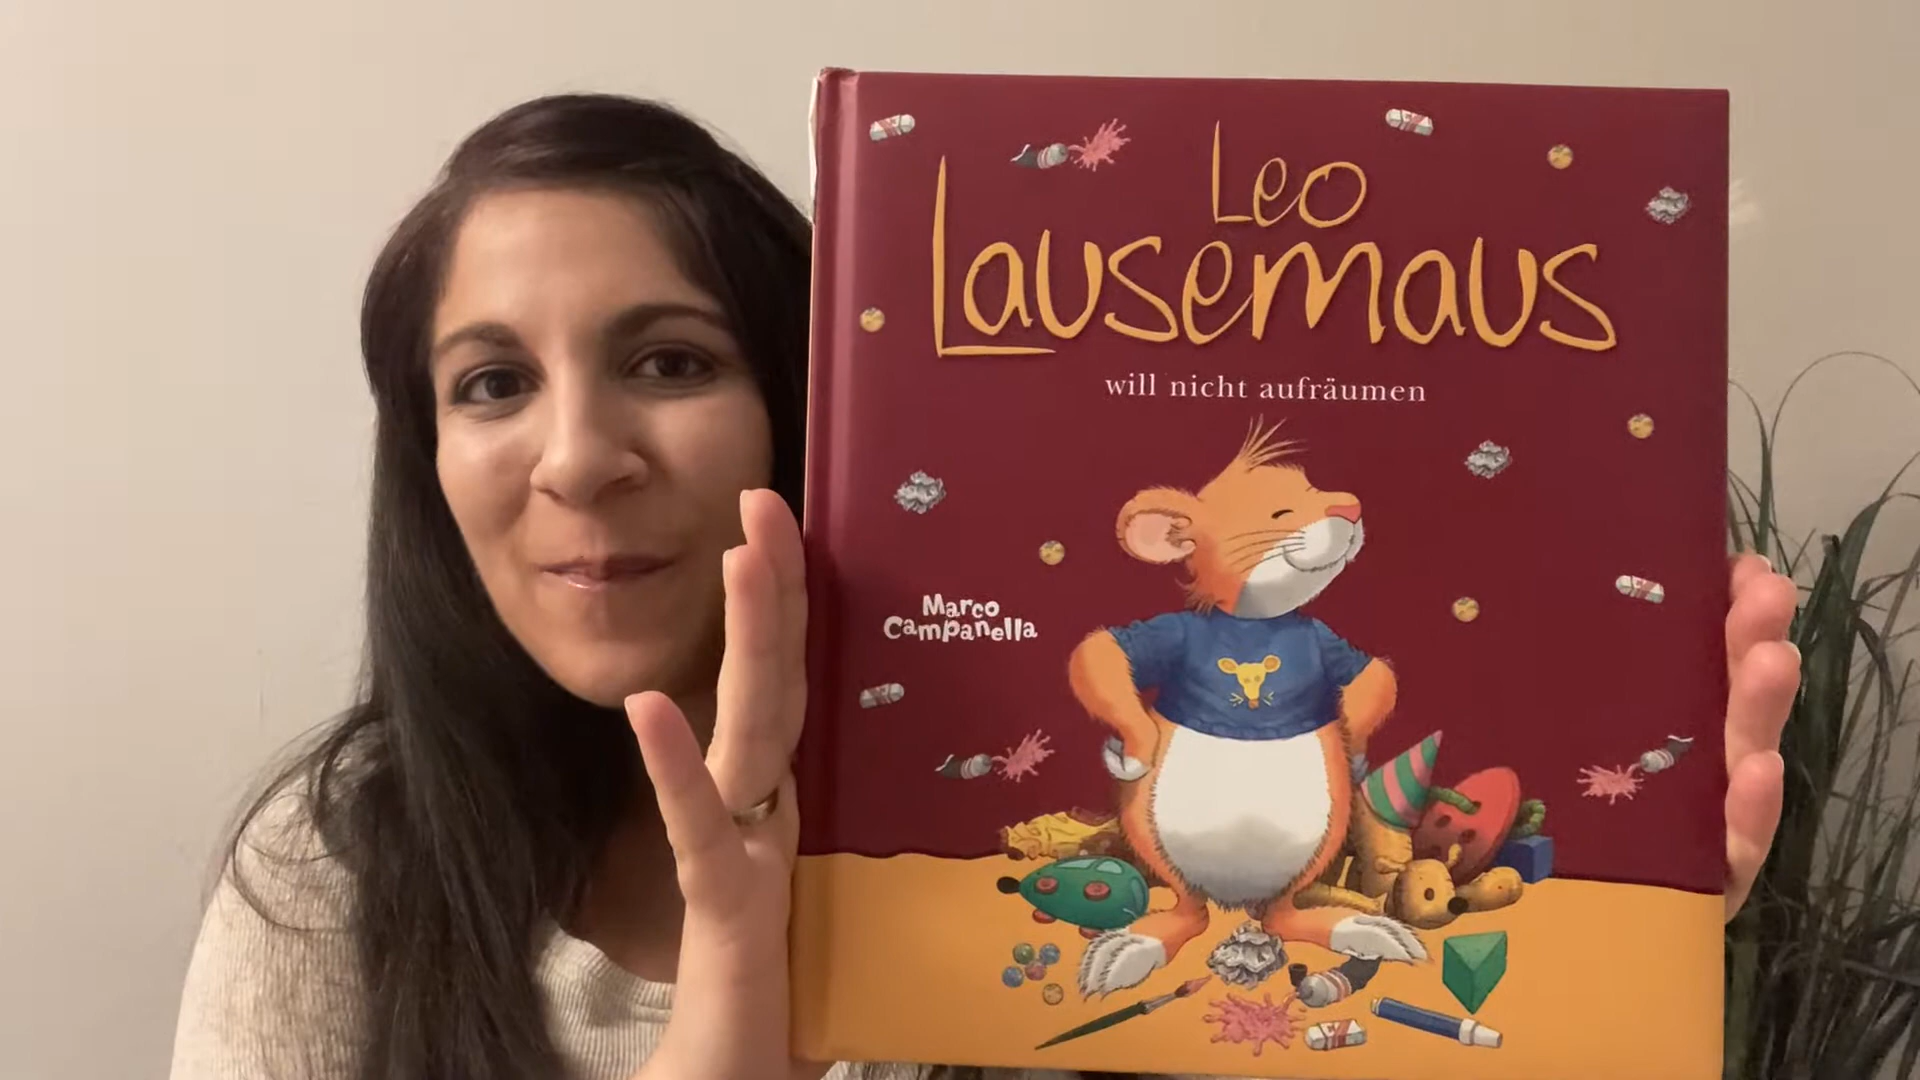 Leo
Lausemaus
will nicht aufräumen
Marco
Campanella